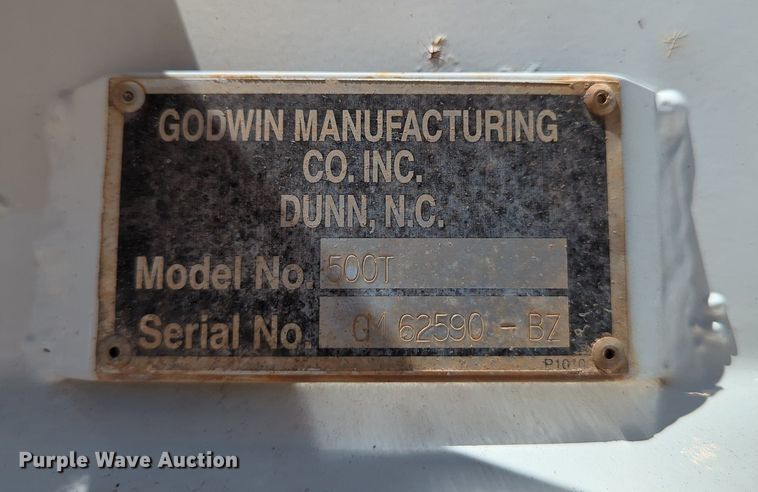 GODWIN MANUFACTURING
CO. INC.
DUNN, N.C.
Model No. 500T
Serial No. GM 62590 - BZ
P1010
Purple Wave Auction